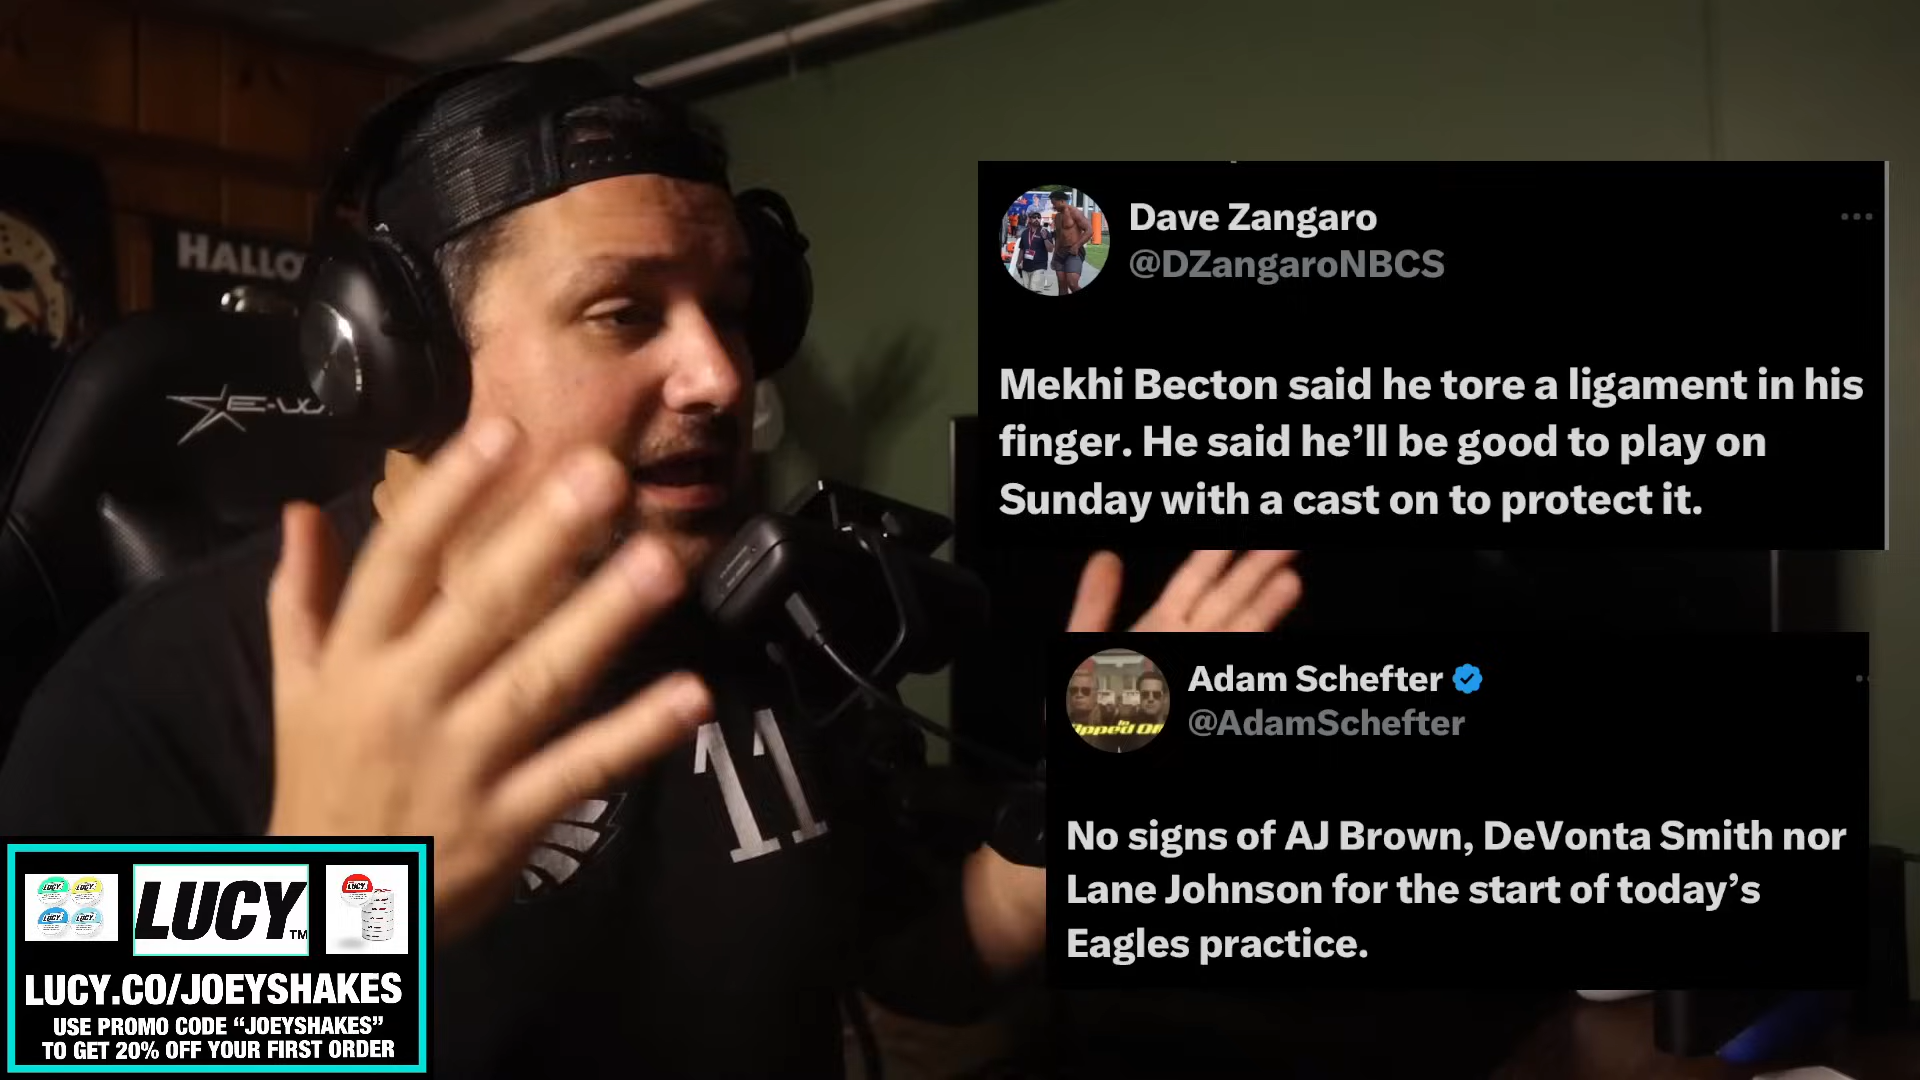 HALLO
E-W
11
Dave Zangaro
@DZangaroNBCS
Mekhi Becton said he tore a ligament in his
finger. He said he’ll be good to play on
Sunday with a cast on to protect it.
Adam Schefter
@AdamSchefter
No signs of AJ Brown, DeVonta Smith nor
Lane Johnson for the start of today’s
Eagles practice.
LUCY™
LUCY.CO/JOEYSHAKES
USE PROMO CODE “JOEYSHAKES”
TO GET 20% OFF YOUR FIRST ORDER